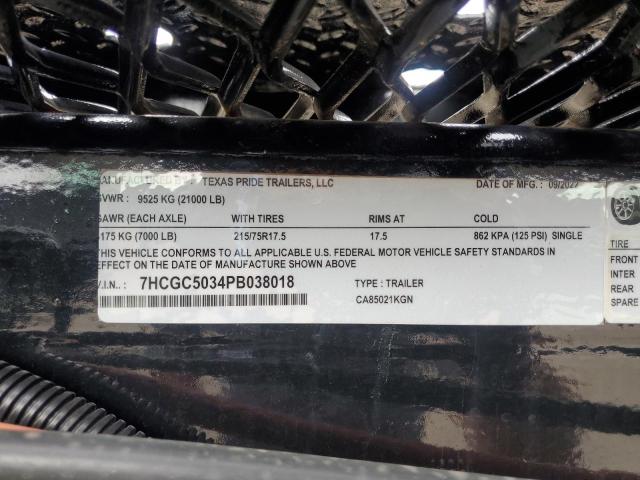 TEXAS PRIDE TRAILERS, LLC DATE OF MFG.: 09/2022
GVWR : 9525 KG (21000 LB)
GAWR (EACH AXLE) WITH TIRES RIMS AT COLD
3175 KG (7000 LB) 215/75R17.5 17.5 862 KPA (125 PSI) SINGLE
THIS VEHICLE CONFORMS TO ALL APPLICABLE U.S. FEDERAL MOTOR VEHICLE SAFETY STANDARDS IN
EFFECT ON THE DATE OF MANUFACTURE SHOWN ABOVE
V.I.N.: 7HCGC5034PB038018 TYPE : TRAILER
CA85021KGN
TIRE
FRONT
INTER
REAR
SPARE